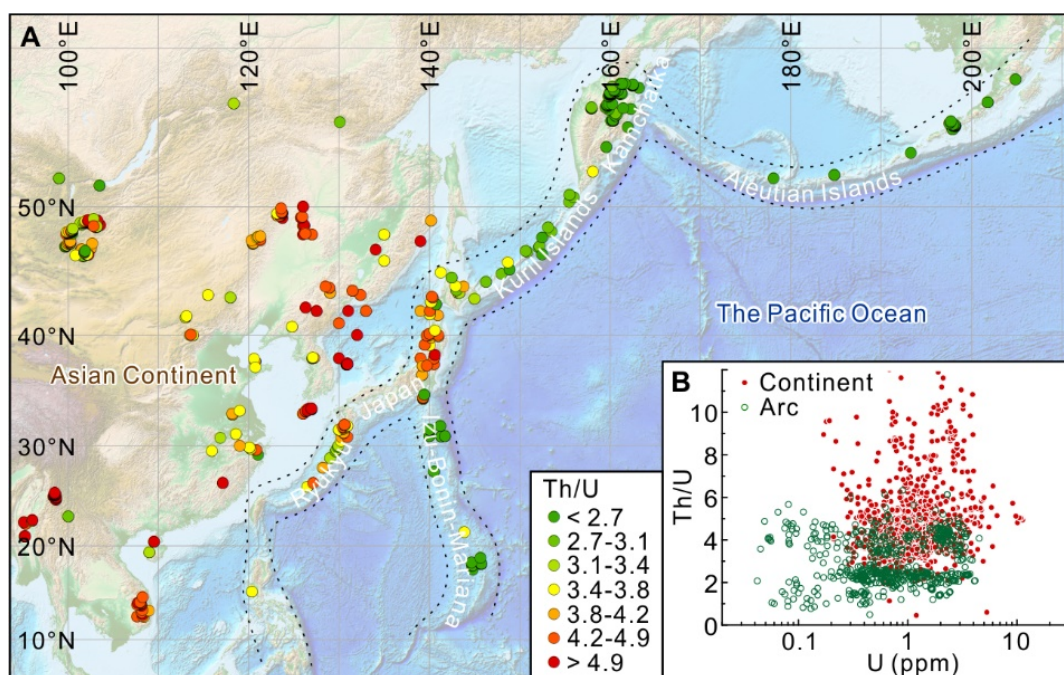 A
100°E
120°E
140°E
160°E
180°E
200°E
50°N
40°N
30°N
20°N
10°N
Kamchatka
Aleutian Islands
Kuril Islands
The Pacific Ocean
Asian Continent
Japan
Ryukyu
Izu-Bonin-Mariana
Th/U
< 2.7
2.7-3.1
3.1-3.4
3.4-3.8
3.8-4.2
4.2-4.9
> 4.9
B
Continent
Arc
Th/U
10
8
6
4
2
0
0.1
1
10
U (ppm)